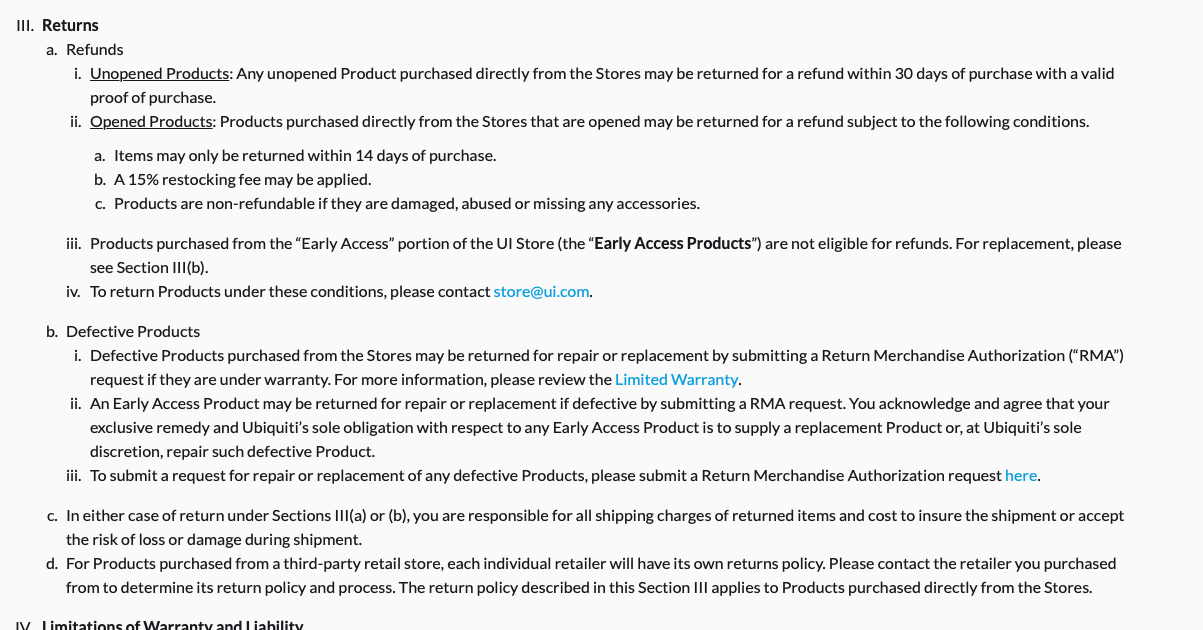 III. Returns
a. Refunds
i. Unopened Products: Any unopened Product purchased directly from the Stores may be returned for a refund within 30 days of purchase with a valid
proof of purchase.
ii. Opened Products: Products purchased directly from the Stores that are opened may be returned for a refund subject to the following conditions.
a. Items may only be returned within 14 days of purchase.
b. A 15% restocking fee may be applied.
c. Products are non-refundable if they are damaged, abused or missing any accessories.
iii. Products purchased from the “Early Access” portion of the UI Store (the “Early Access Products”) are not eligible for refunds. For replacement, please
see Section III(b).
iv. To return Products under these conditions, please contact store@ui.com.
b. Defective Products
i. Defective Products purchased from the Stores may be returned for repair or replacement by submitting a Return Merchandise Authorization (“RMA”)
request if they are under warranty. For more information, please review the Limited Warranty.
ii. An Early Access Product may be returned for repair or replacement if defective by submitting a RMA request. You acknowledge and agree that your
exclusive remedy and Ubiquiti’s sole obligation with respect to any Early Access Product is to supply a replacement Product or, at Ubiquiti’s sole
discretion, repair such defective Product.
iii. To submit a request for repair or replacement of any defective Products, please submit a Return Merchandise Authorization request here.
c. In either case of return under Sections III(a) or (b), you are responsible for all shipping charges of returned items and cost to insure the shipment or accept
the risk of loss or damage during shipment.
d. For Products purchased from a third-party retail store, each individual retailer will have its own returns policy. Please contact the retailer you purchased
from to determine its return policy and process. The return policy described in this Section III applies to Products purchased directly from the Stores.
IV. Limitations of Warranty and Liability